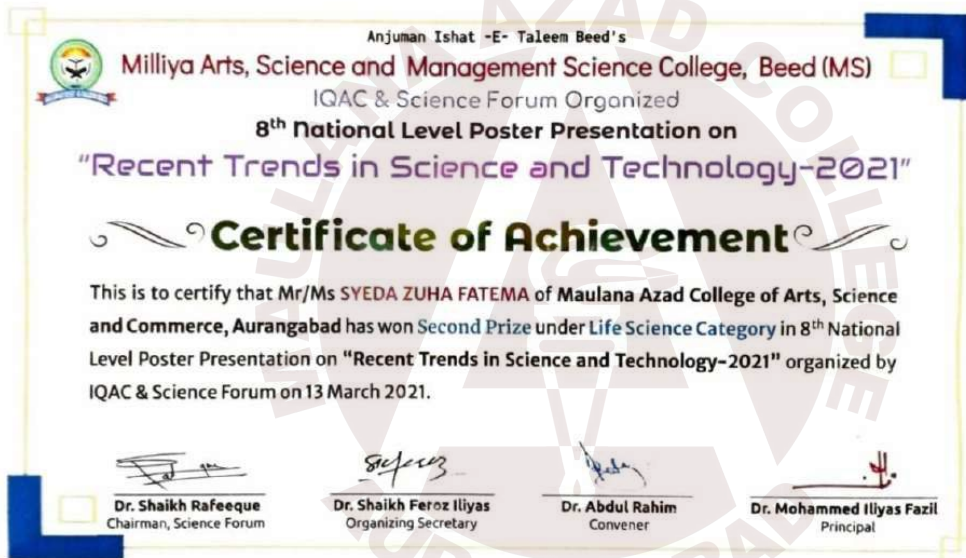 Anjuman Ishat -E- Taleem Beed's
Milliya Arts, Science and Management Science College, Beed (MS)
IQAC & Science Forum Organized
8th National Level Poster Presentation on
"Recent Trends in Science and Technology-2021"
Certificate of Achievement
This is to certify that Mr/Ms SYEDA ZUHA FATEMA of Maulana Azad College of Arts, Science
and Commerce, Aurangabad has won Second Prize under Life Science Category in 8th National
Level Poster Presentation on "Recent Trends in Science and Technology-2021" organized by
IQAC & Science Forum on 13 March 2021.
Dr. Shaikh Rafeeque
Chairman, Science Forum
Dr. Shaikh Feroz Iliyas
Organizing Secretary
Dr. Abdul Rahim
Convener
Dr. Mohammed Iliyas Fazil
Principal
MAULANA AZAD COLLEGE